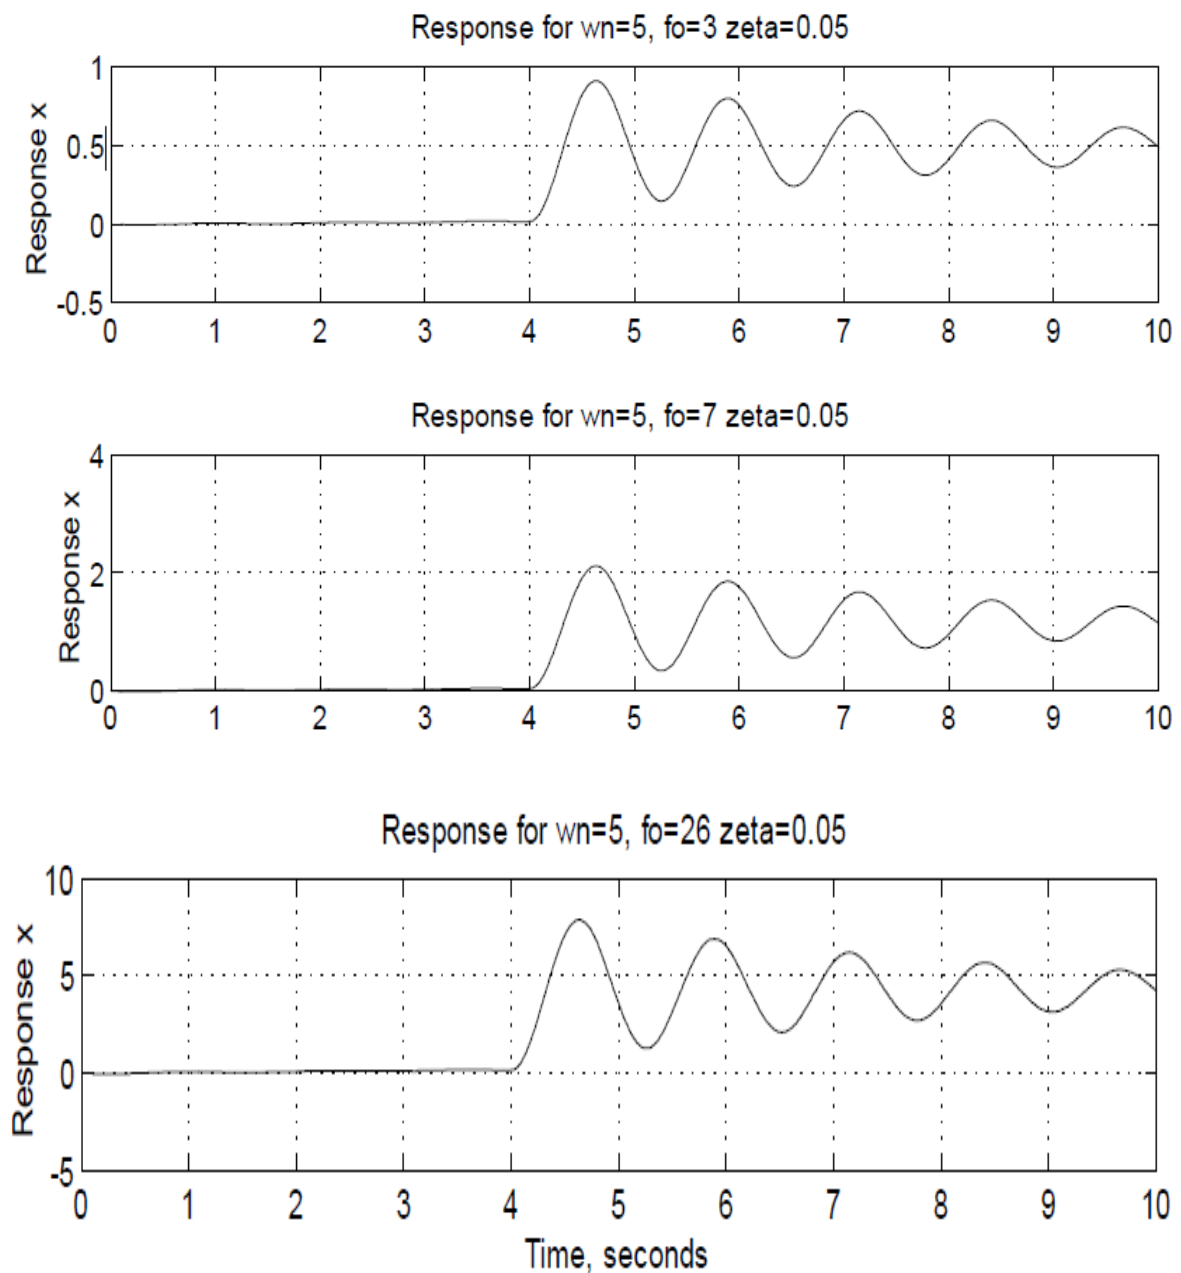 Response for wn=5, fo=3 zeta=0.05
Response x
1
0.5
0
-0.5
0 1 2 3 4 5 6 7 8 9 10
Response for wn=5, fo=7 zeta=0.05
Response x
4
2
0
0 1 2 3 4 5 6 7 8 9 10
Response for wn=5, fo=26 zeta=0.05
Response x
10
5
0
-5
0 1 2 3 4 5 6 7 8 9 10
Time, seconds